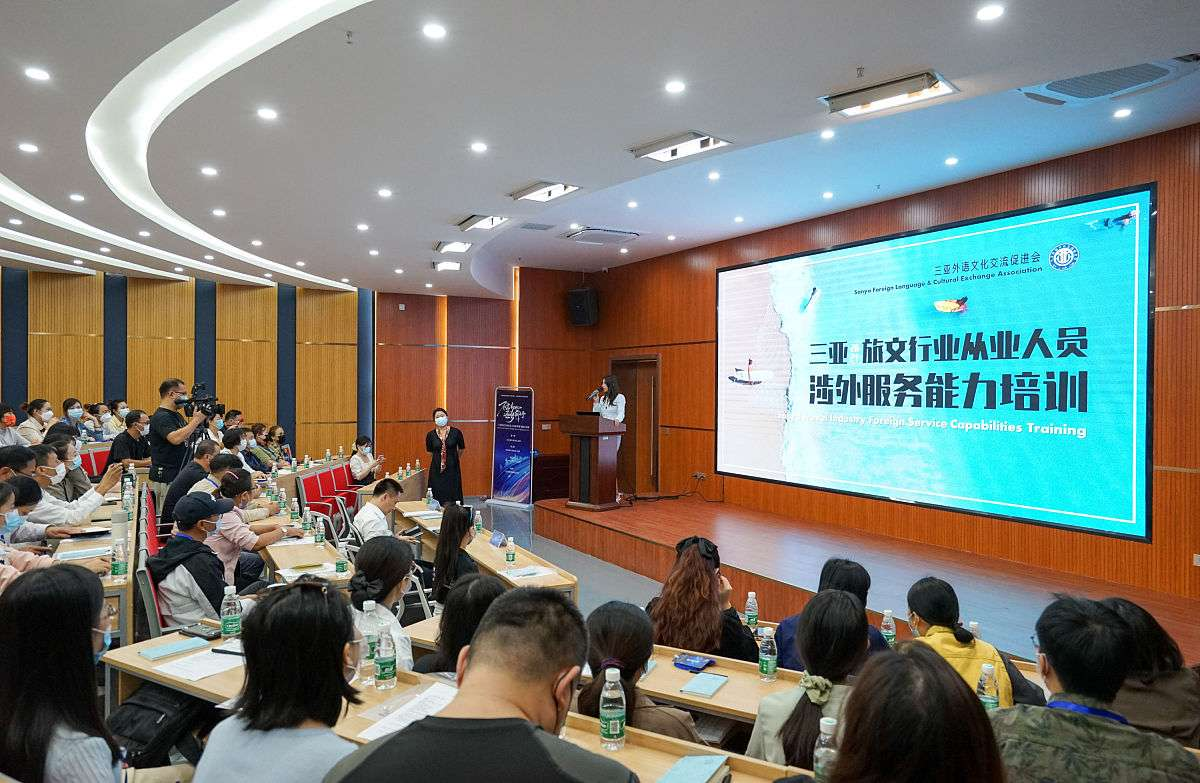 三亚外语文化交流促进会
Sanya Foreign Language & Cultural Exchange Association
三亚 旅文行业从业人员
涉外服务能力培训
Industry Foreign Service Capabilities Training